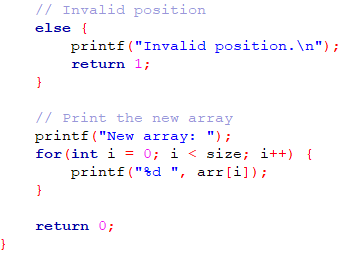 // Invalid position
else {
printf("Invalid position.\n");
return 1;
}
// Print the new array
printf("New array: ");
for(int i = 0; i < size; i++) {
printf("%d ", arr[i]);
}
return 0;
}